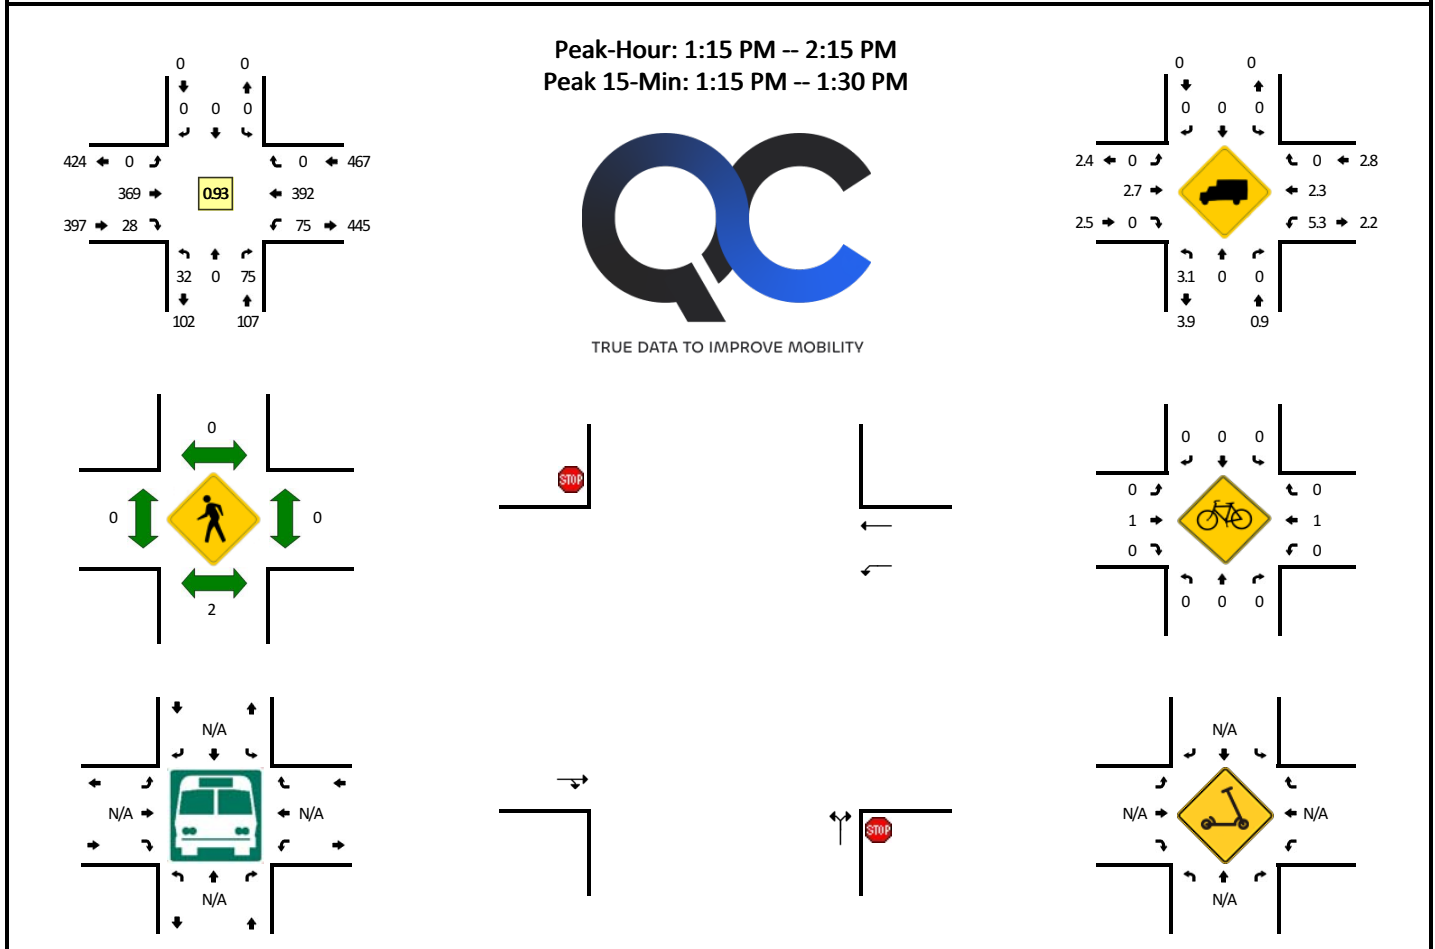 Peak-Hour: 1:15 PM -- 2:15 PM
Peak 15-Min: 1:15 PM -- 1:30 PM
0 0
0 0 0
424 0 0 467
369 0.93 392
397 28 75 445
32 0 75
102 107
TRUE DATA TO IMPROVE MOBILITY
0 0
0 0 0
2.4 0 0 2.8
2.7 2.3
2.5 0 5.3 2.2
3.1 0 0
3.9 0.9
0
0 0
2
STOP
STOP
0 0 0
0 0
1 1
0 0
0 0 0
N/A
N/A N/A
N/A
N/A
N/A N/A
N/A